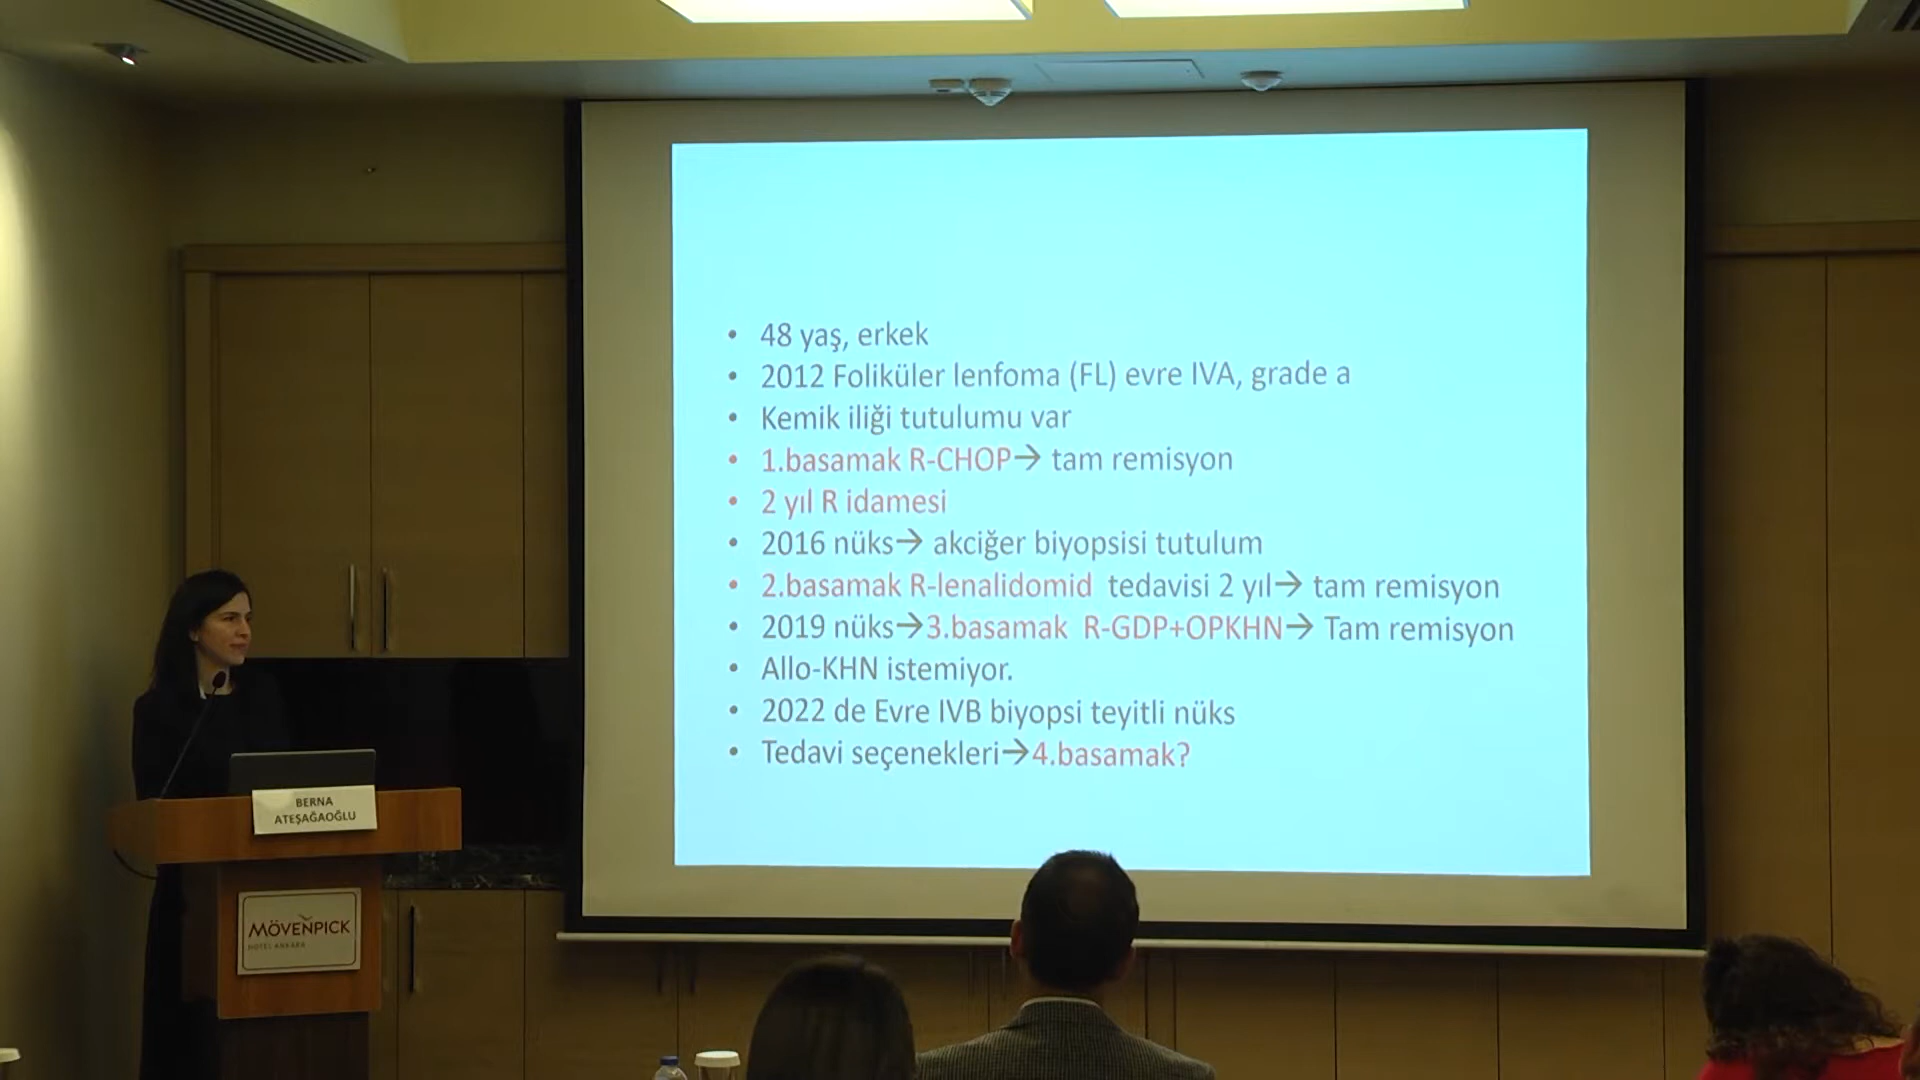 • 48 yaş, erkek
• 2012 Foliküler lenfoma (FL) evre IVA, grade a
• Kemik iliği tutulumu var
• 1.basamak R-CHOP→ tam remisyon
• 2 yıl R idamesi
• 2016 nüks→ akciğer biyopsisi tutulum
• 2.basamak R-lenalidomid tedavisi 2 yıl→ tam remisyon
• 2019 nüks→3.basamak R-GDP+OPKHN→ Tam remisyon
• Allo-KHN istemiyor.
• 2022 de Evre IVB biyopsi teyitli nüks
• Tedavi seçenekleri→4.basamak?
BERNA
ATEŞAĞAOĞLU
MÖVENPICK
HOTEL ANKARA